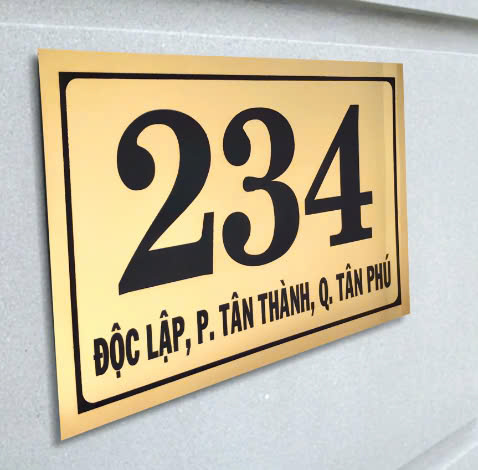 234
ĐỘC LẬP, P. TÂN THÀNH, Q. TÂN PHÚ